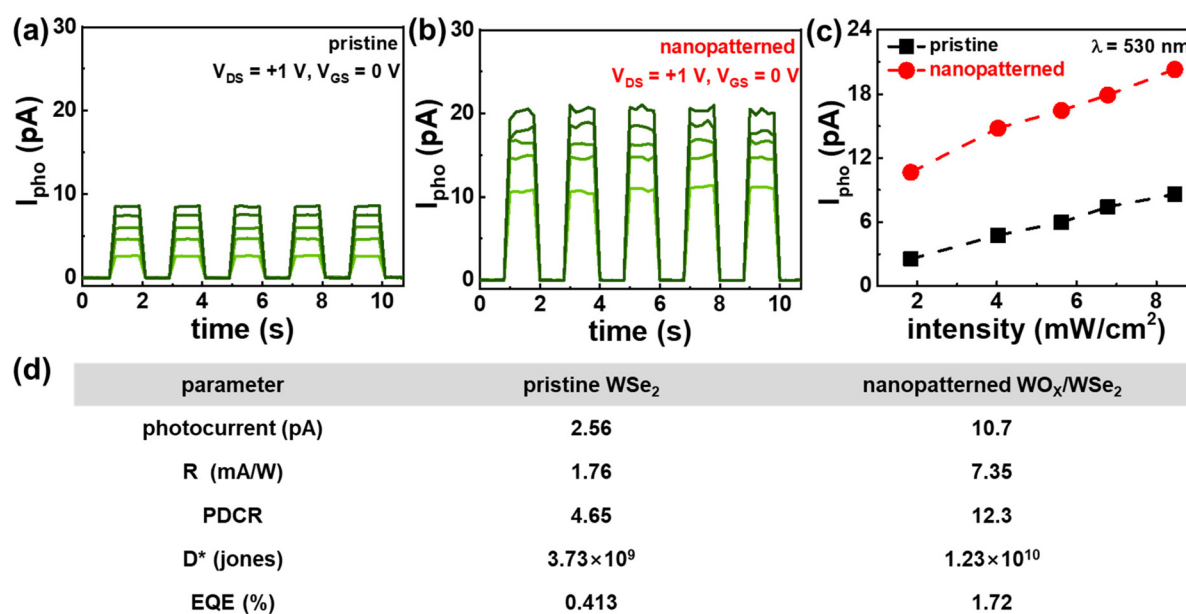 (a)
30
20
10
0
I_pho (pA)
pristine
V_DS = +1 V, V_GS = 0 V
0 2 4 6 8 10
time (s)
(b)
30
20
10
0
I_pho (pA)
nanopatterned
V_DS = +1 V, V_GS = 0 V
0 2 4 6 8 10
time (s)
(c)
24
18
12
6
0
I_pho (pA)
pristine
nanopatterned
λ = 530 nm
2 4 6 8
intensity (mW/cm²)
(d)
parameter pristine WSe₂ nanopatterned WOₓ/WSe₂
photocurrent (pA) 2.56 10.7
R (mA/W) 1.76 7.35
PDCR 4.65 12.3
D* (jones) 3.73×10⁹ 1.23×10¹⁰
EQE (%) 0.413 1.72